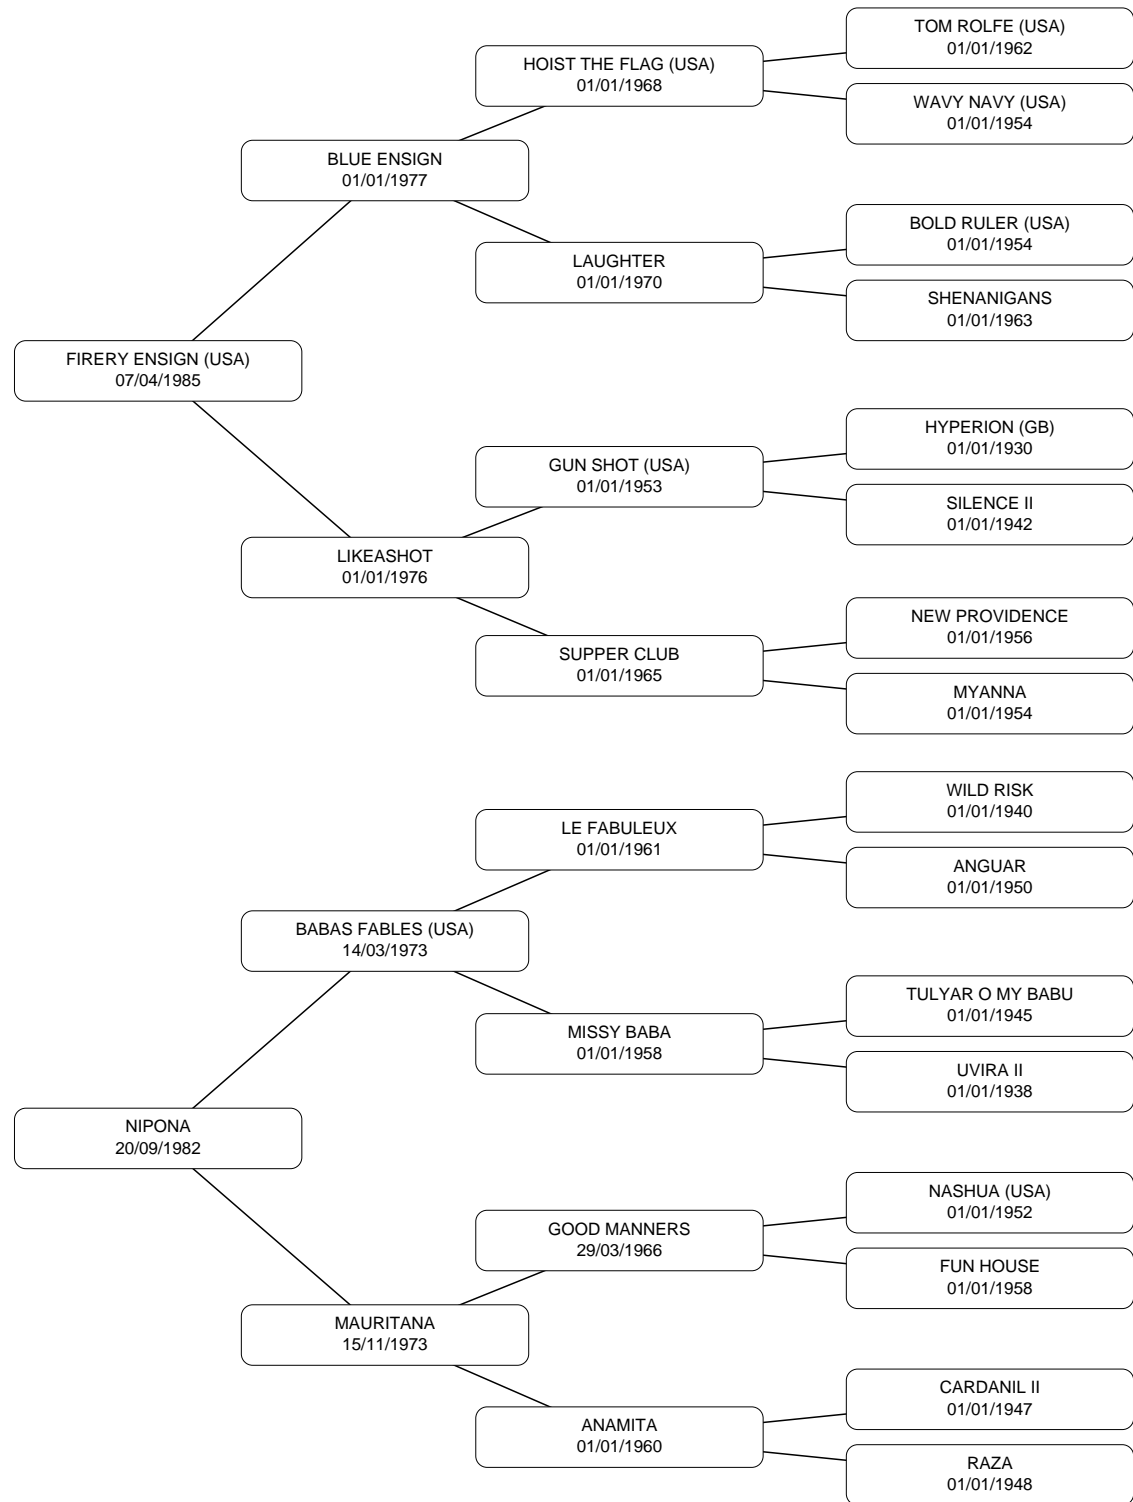 TOM ROLFE (USA)
01/01/1962
HOIST THE FLAG (USA)
01/01/1968
WAVY NAVY (USA)
01/01/1954
BLUE ENSIGN
01/01/1977
BOLD RULER (USA)
01/01/1954
LAUGHTER
01/01/1970
SHENANIGANS
01/01/1963
FIRERY ENSIGN (USA)
07/04/1985
HYPERION (GB)
01/01/1930
GUN SHOT (USA)
01/01/1953
SILENCE II
01/01/1942
LIKEASHOT
01/01/1976
NEW PROVIDENCE
01/01/1956
SUPPER CLUB
01/01/1965
MYANNA
01/01/1954
WILD RISK
01/01/1940
LE FABULEUX
01/01/1961
ANGUAR
01/01/1950
BABAS FABLES (USA)
14/03/1973
TULYAR O MY BABU
01/01/1945
MISSY BABA
01/01/1958
UVIRA II
01/01/1938
NIPONA
20/09/1982
NASHUA (USA)
01/01/1952
GOOD MANNERS
29/03/1966
FUN HOUSE
01/01/1958
MAURITANA
15/11/1973
CARDANIL II
01/01/1947
ANAMITA
01/01/1960
RAZA
01/01/1948